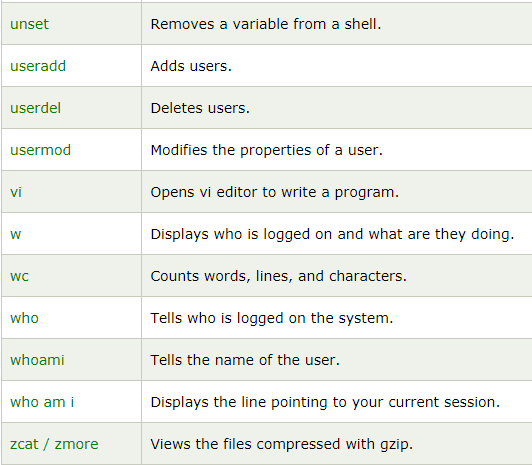 unset Removes a variable from a shell.
useradd Adds users.
userdel Deletes users.
usermod Modifies the properties of a user.
vi Opens vi editor to write a program.
w Displays who is logged on and what are they doing.
wc Counts words, lines, and characters.
who Tells who is logged on the system.
whoami Tells the name of the user.
who am i Displays the line pointing to your current session.
zcat / zmore Views the files compressed with gzip.